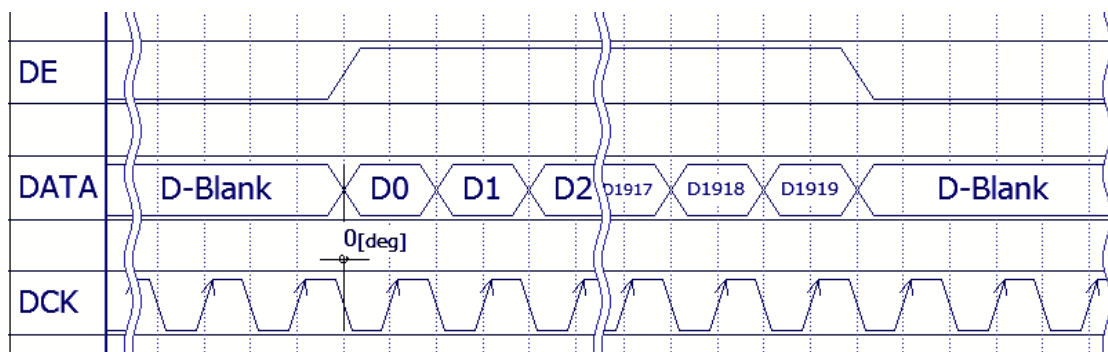 DE
DATA D-Blank D0 D1 D2 D1917 D1918 D1919 D-Blank
0[deg]
DCK